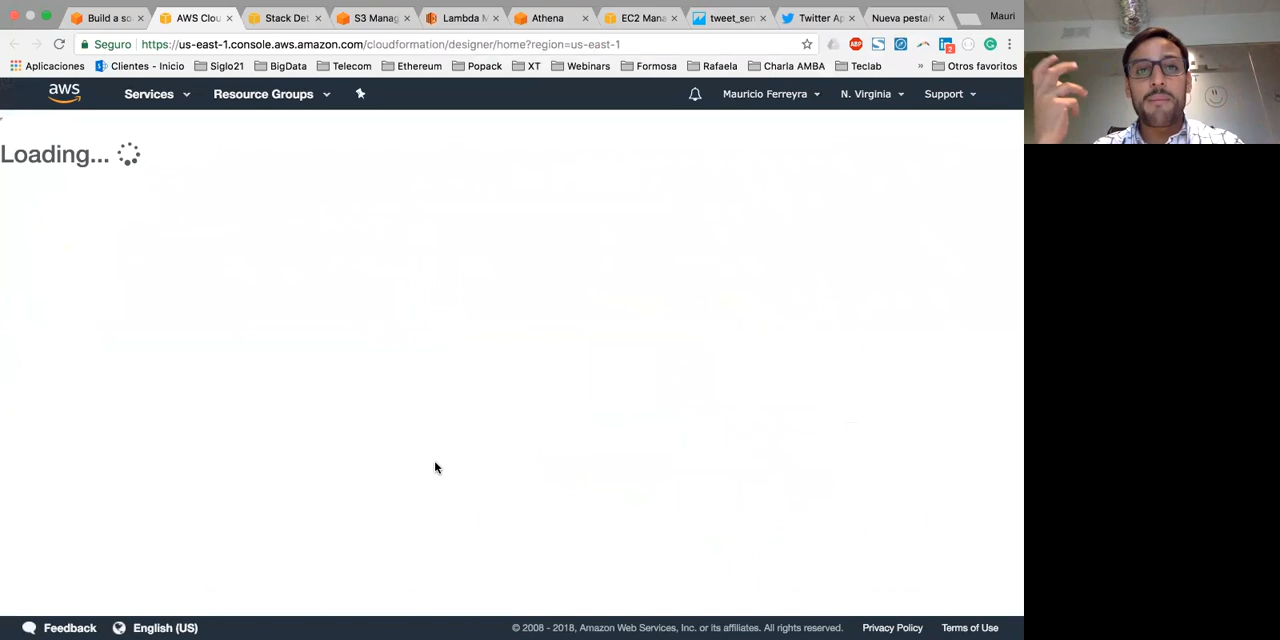 Build a so
AWS Clou
Stack Det
S3 Manag
Lambda M
Athena
EC2 Mana
tweet_sen
Twitter Ap
Nueva pestañ
Mauri
Seguro
https://us-east-1.console.aws.amazon.com/cloudformation/designer/home?region=us-east-1
ABP
2
Aplicaciones
Clientes - Inicio
Siglo21
BigData
Telecom
Ethereum
Popack
XT
Webinars
Formosa
Rafaela
Charla AMBA
Teclab
»
Otros favoritos
aws
Services
Resource Groups
Mauricio Ferreyra
N. Virginia
Support
Loading...
Feedback
English (US)
© 2008 - 2018, Amazon Web Services, Inc. or its affiliates. All rights reserved.
Privacy Policy
Terms of Use